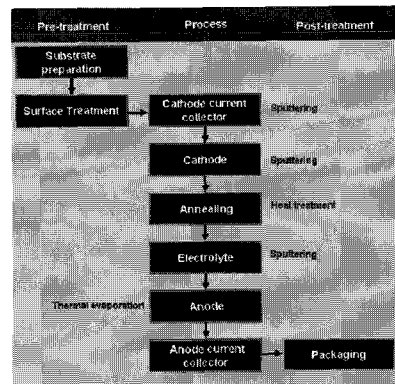 Pre-treatment Process Post-treatment
Substrate
preparation
Surface Treatment
Cathode current
collector
Sputtering
Cathode
Sputtering
Annealing
Heat treatment
Electrolyte
Sputtering
Thermal evaporation
Anode
Anode current
collector
Packaging